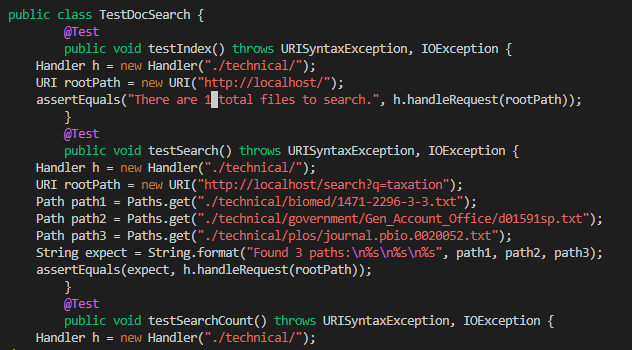 public class TestDocSearch {
@Test
public void testIndex() throws URISyntaxException, IOException {
Handler h = new Handler("./technical/");
URI rootPath = new URI("http://localhost/");
assertEquals("There are 1 total files to search.", h.handleRequest(rootPath));
}
@Test
public void testSearch() throws URISyntaxException, IOException {
Handler h = new Handler("./technical/");
URI rootPath = new URI("http://localhost/search?q=taxation");
Path path1 = Paths.get("./technical/biomed/1471-2296-3-3.txt");
Path path2 = Paths.get("./technical/government/Gen_Account_Office/d01591sp.txt");
Path path3 = Paths.get("./technical/plos/journal.pbio.0020052.txt");
String expect = String.format("Found 3 paths:\n%s\n%s\n%s", path1, path2, path3);
assertEquals(expect, h.handleRequest(rootPath));
}
@Test
public void testSearchCount() throws URISyntaxException, IOException {
Handler h = new Handler("./technical/");